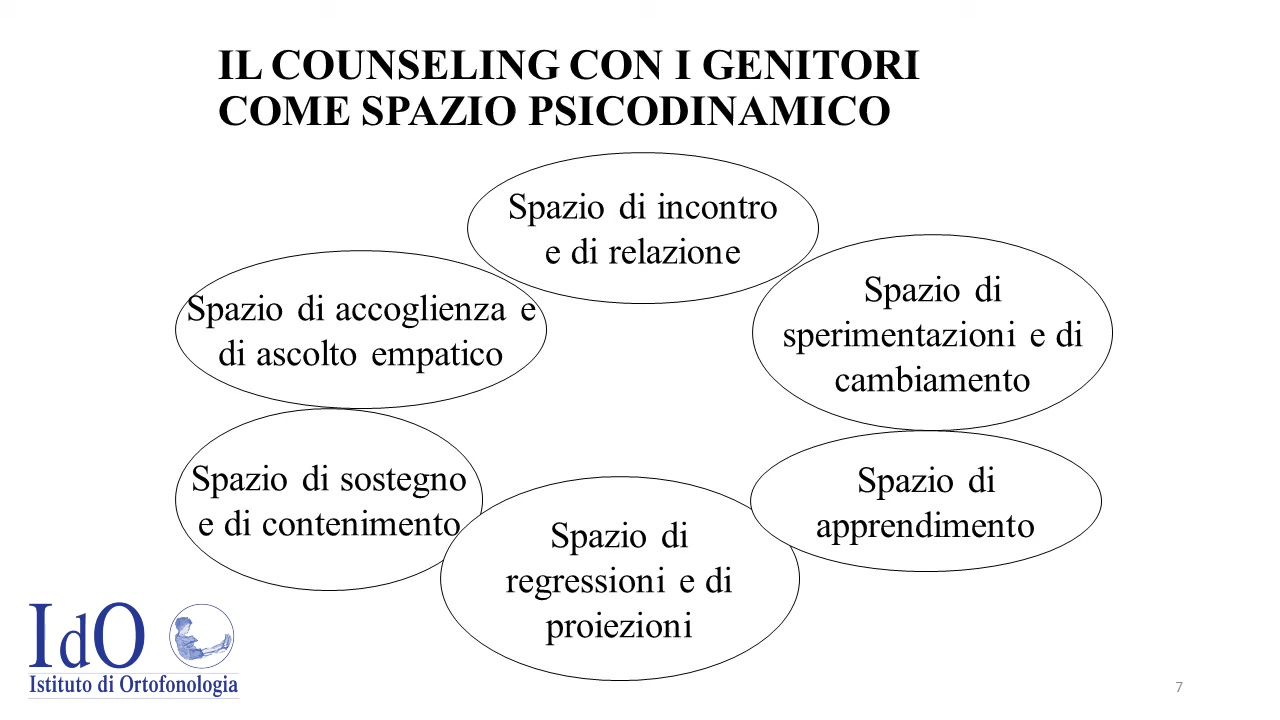 IL COUNSELING CON I GENITORI
COME SPAZIO PSICODINAMICO
Spazio di incontro
e di relazione
Spazio di accoglienza e
di ascolto empatico
Spazio di
sperimentazioni e di
cambiamento
Spazio di sostegno
e di contenimento
Spazio di
regressioni e di
proiezioni
Spazio di
apprendimento
IdO
Istituto di Ortofonologia
7